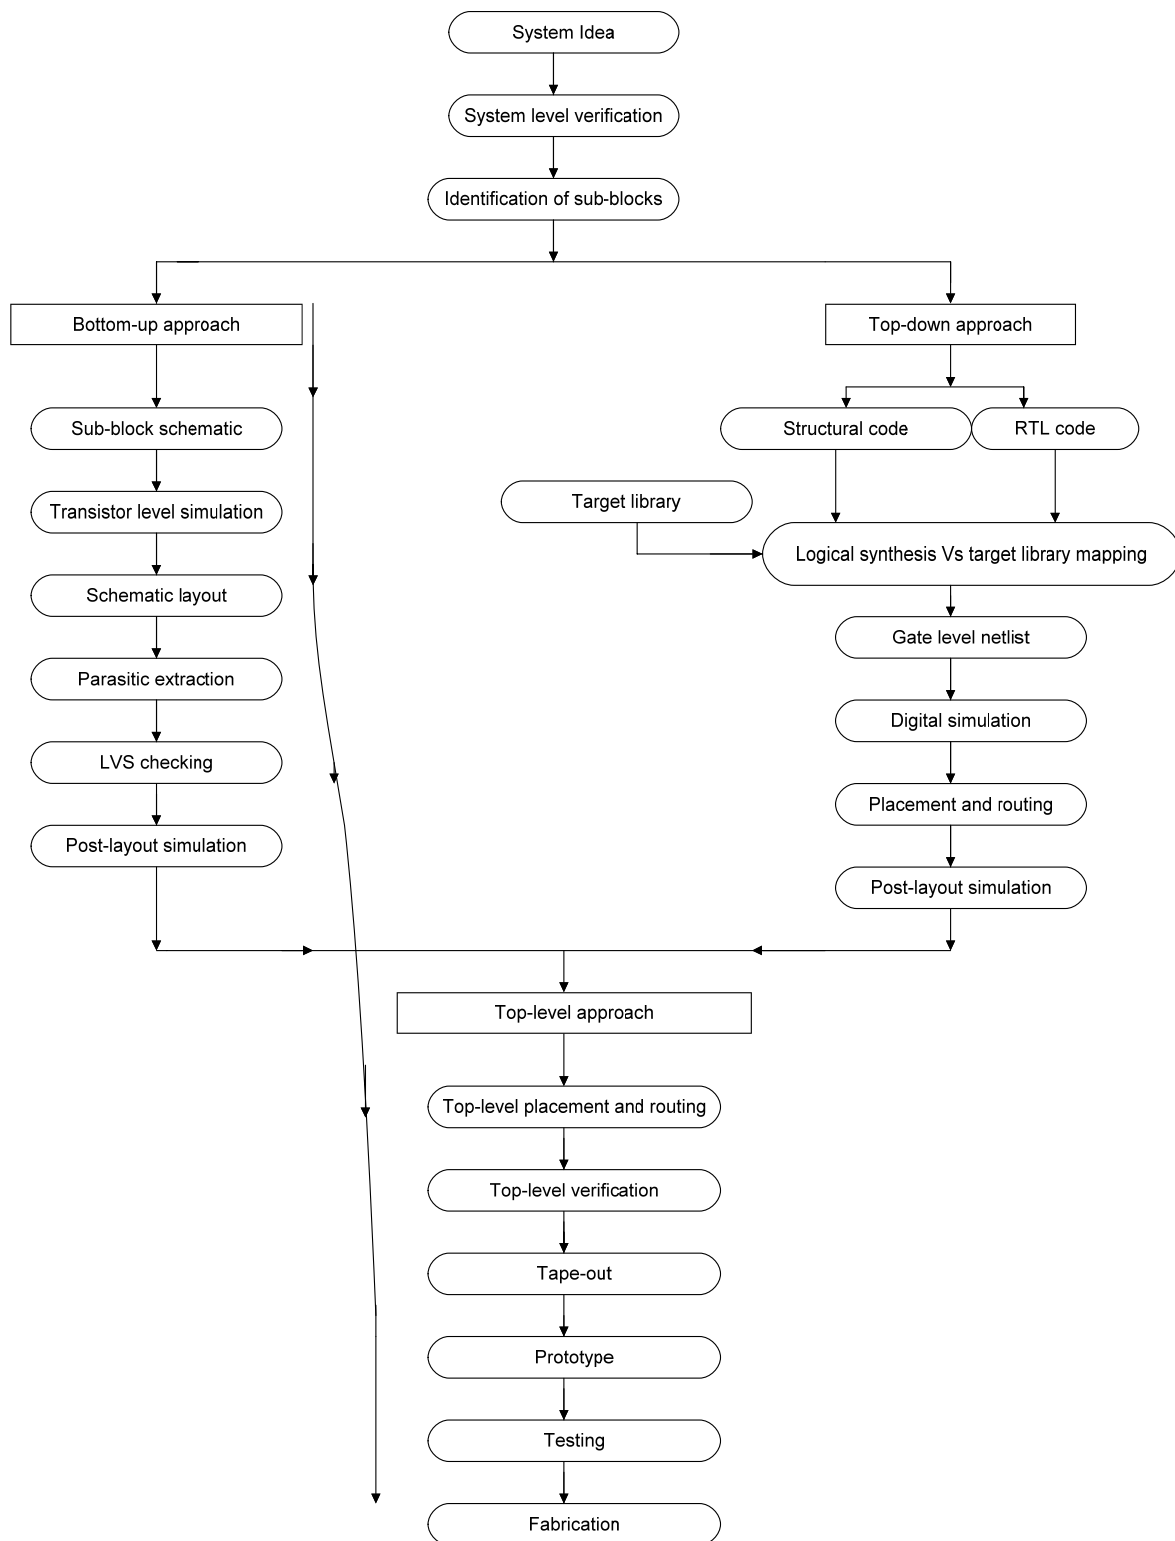 System Idea
System level verification
Identification of sub-blocks
Bottom-up approach
Top-down approach
Sub-block schematic
Structural code
RTL code
Transistor level simulation
Target library
Logical synthesis Vs target library mapping
Schematic layout
Gate level netlist
Parasitic extraction
Digital simulation
LVS checking
Placement and routing
Post-layout simulation
Post-layout simulation
Top-level approach
Top-level placement and routing
Top-level verification
Tape-out
Prototype
Testing
Fabrication